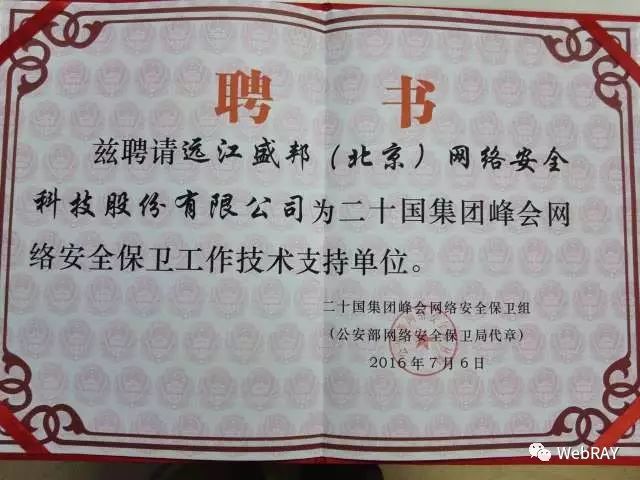 聘书
兹聘请远江盛邦（北京）网络安全
科技股份有限公司为二十国集团峰会网
络安全保卫工作技术支持单位。
二十国集团峰会网络安全保卫组
（公安部网络安全保卫局代章）
2016年7月6日
WebRAY